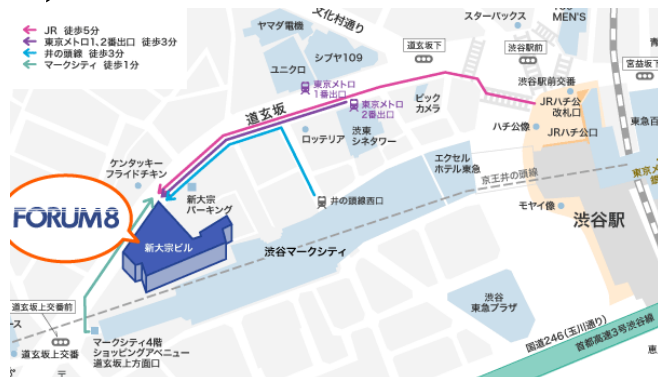 JR 徒歩5分
東京メトロ1、2番出口 徒歩3分
井の頭線 徒歩3分
マークシティ 徒歩1分
文化村通り
ヤマダ電機
シブヤ109
ユニクロ
スターバックス
MEN'S
道玄坂下
渋谷駅前
宮益坂下
渋谷駅前交番
東京メトロ
1番出口
東京メトロ
2番出口
道玄坂
ビック
カメラ
JRハチ公
改札口
ハチ公像
JRハチ公口
東急百
ロッテリア
渋東
シネタワー
エクセル
ホテル東急
京王井の頭線
東京メ
ケンタッキー
フライドチキン
新大宗
パーキング
井の頭線西口
モヤイ像
渋谷駅
FORUM8
新大宗ビル
渋谷マークシティ
渋谷
東急プラザ
道玄坂上交番前
ース
道玄坂上交番
マークシティ4階
ショッピングアベニュー
道玄坂上方面口
国道246(玉川通り)
首都高速3号渋谷線
恵